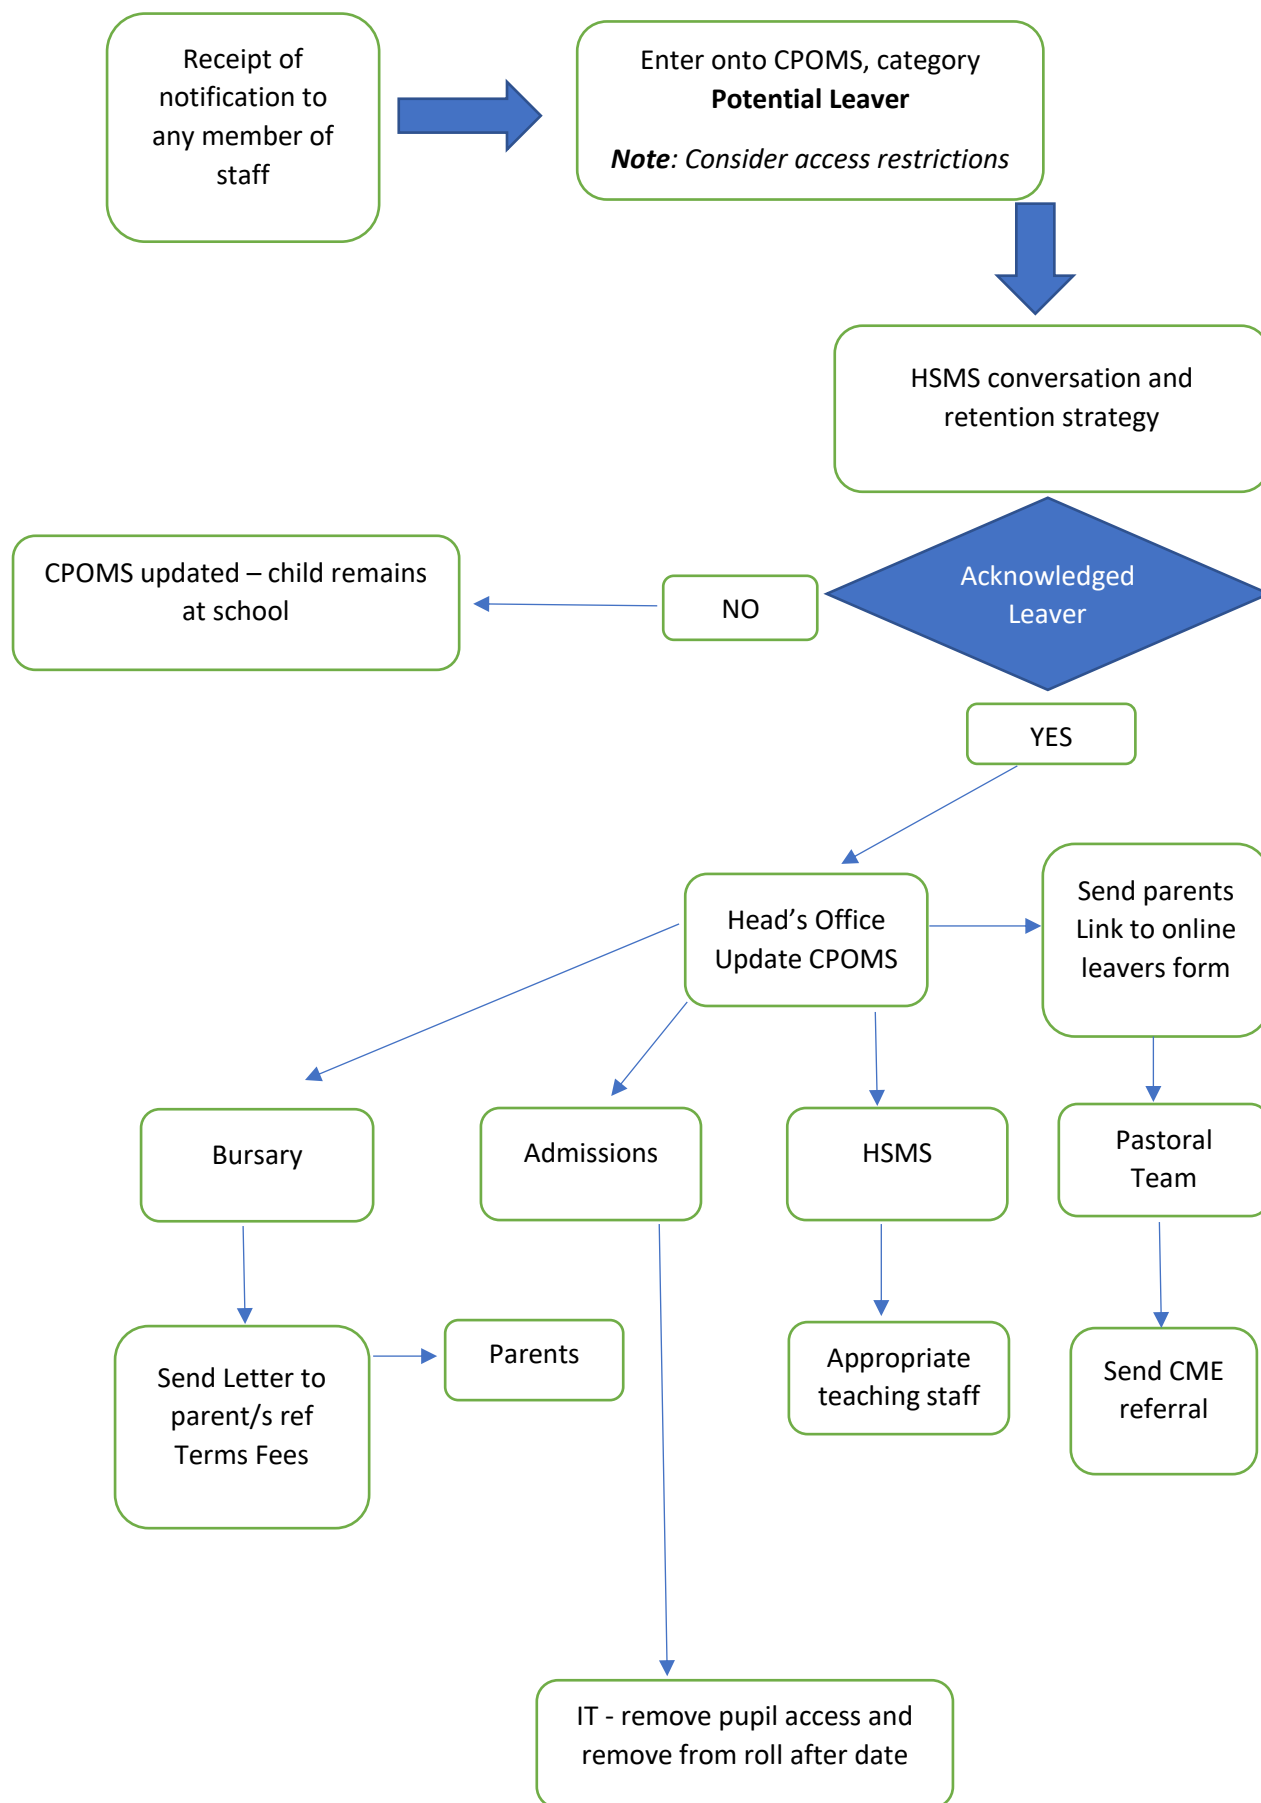 Receipt of
notification to
any member of
staff
Enter onto CPOMS, category
Potential Leaver
Note: Consider access restrictions
HSMS conversation and
retention strategy
Acknowledged
Leaver
NO
CPOMS updated – child remains
at school
YES
Head’s Office
Update CPOMS
Send parents
Link to online
leavers form
Bursary
Admissions
HSMS
Pastoral
Team
Send Letter to
parent/s ref
Terms Fees
Parents
Appropriate
teaching staff
Send CME
referral
IT - remove pupil access and
remove from roll after date